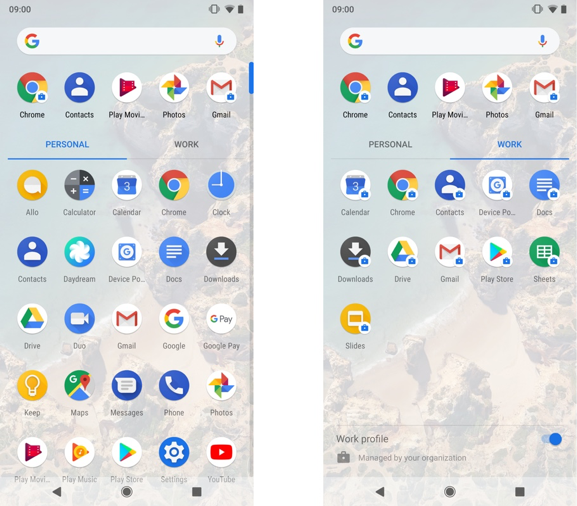 09:00
Chrome
Contacts
Play Movi...
Photos
Gmail
PERSONAL
WORK
Allo
Calculator
3
Calendar
Chrome
Clock
Contacts
Daydream
Device Po...
Docs
Downloads
Drive
Duo
Gmail
Google
G Pay
Google Pay
Keep
Maps
Messages
Phone
Photos
Play Movi...
Play Music
Play Store
Settings
YouTube
09:00
Chrome
Contacts
Play Movi...
Photos
Gmail
PERSONAL
WORK
3
Calendar
Chrome
Contacts
Device Po...
Docs
Downloads
Drive
Gmail
Play Store
Sheets
Slides
Work profile
Managed by your organization